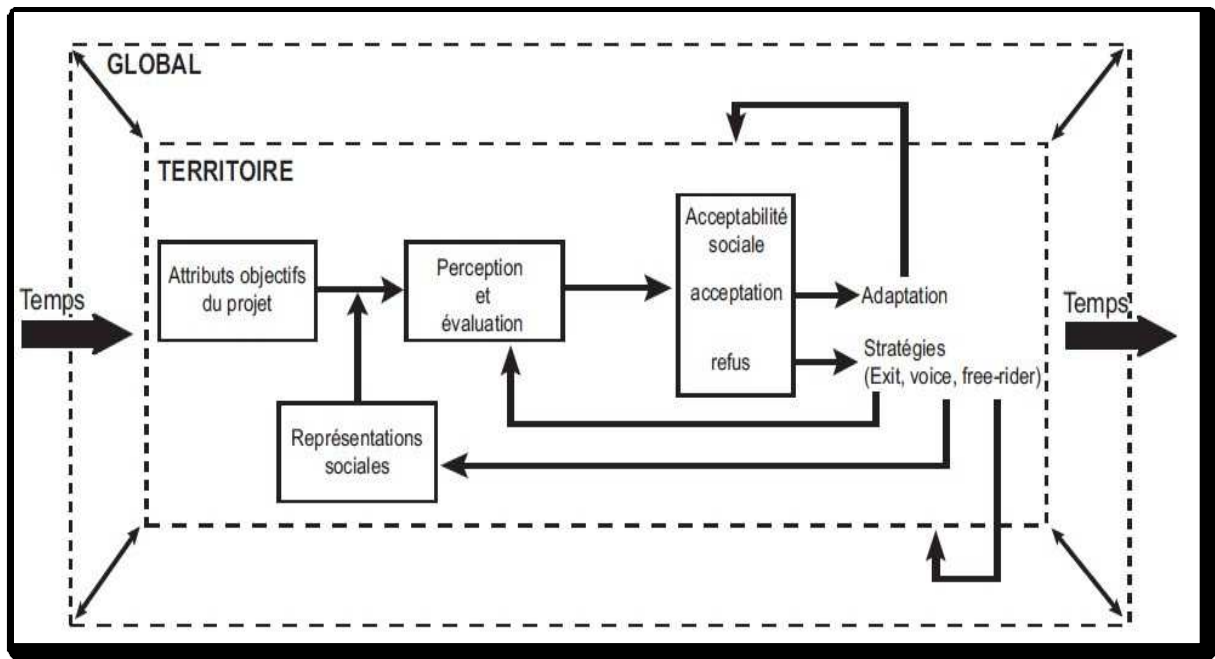 GLOBAL
TERRITOIRE
Temps
Attributs objectifs
du projet
Perception
et
évaluation
Acceptabilité
sociale
acceptation
refus
Adaptation
Stratégies
(Exit, voice, free-rider)
Représentations
sociales
Temps